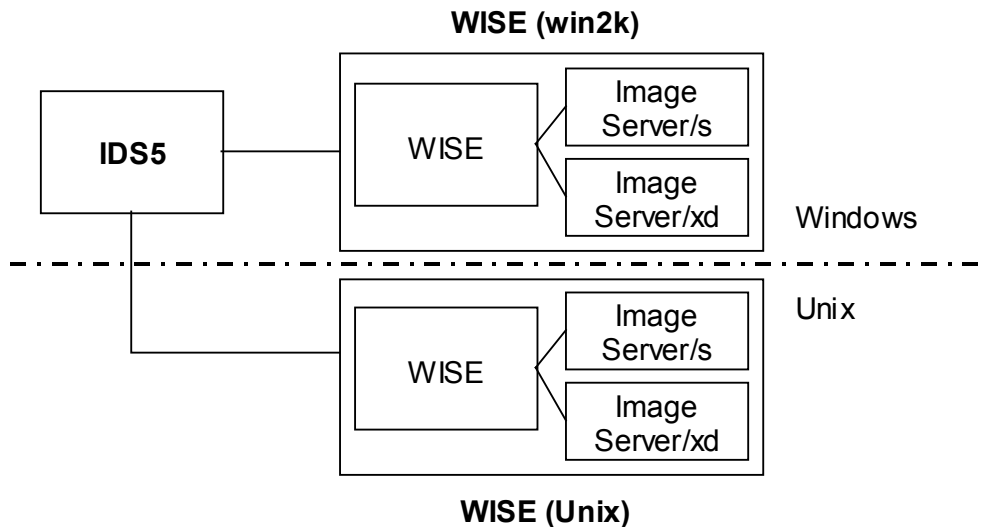 WISE (win2k)
IDS5
WISE
Image
Server/s
Image
Server/xd
Windows
Unix
WISE
Image
Server/s
Image
Server/xd
WISE (Unix)